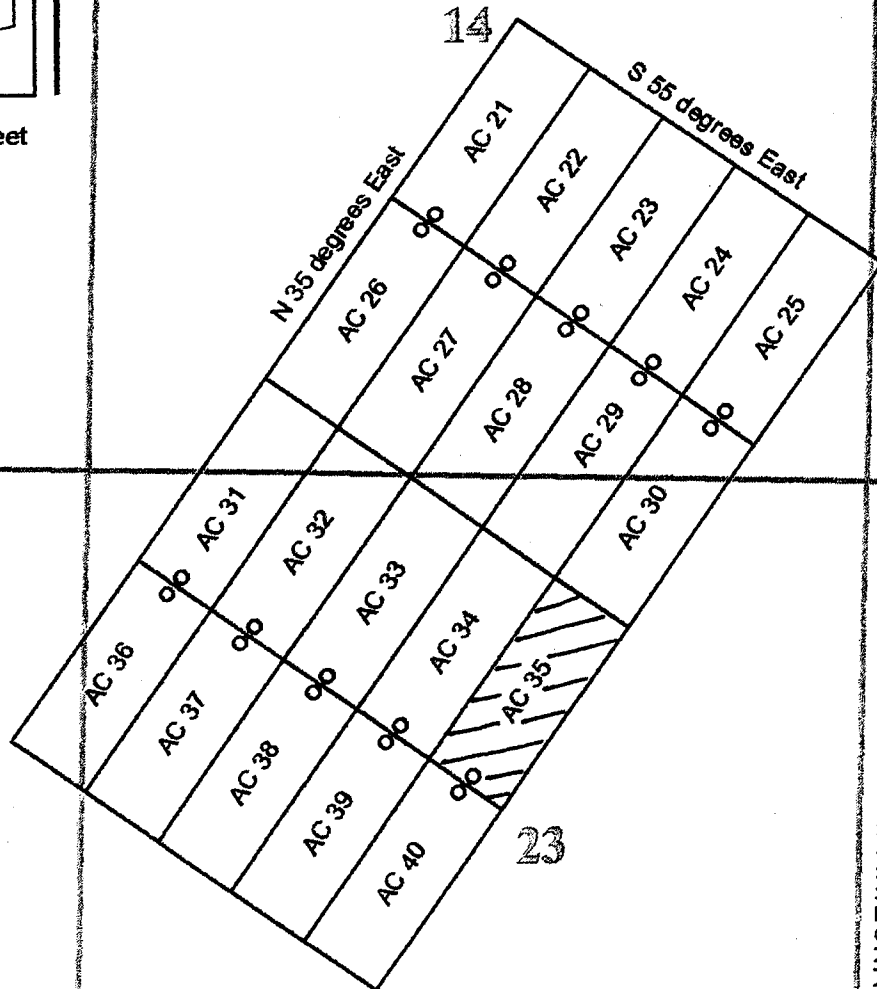 14
S 55 degrees East
N 35 degrees East
AC 21
AC 22
AC 23
AC 24
AC 25
AC 26
AC 27
AC 28
AC 29
AC 30
AC 31
AC 32
AC 33
AC 34
AC 35
AC 36
AC 37
AC 38
AC 39
AC 40
23